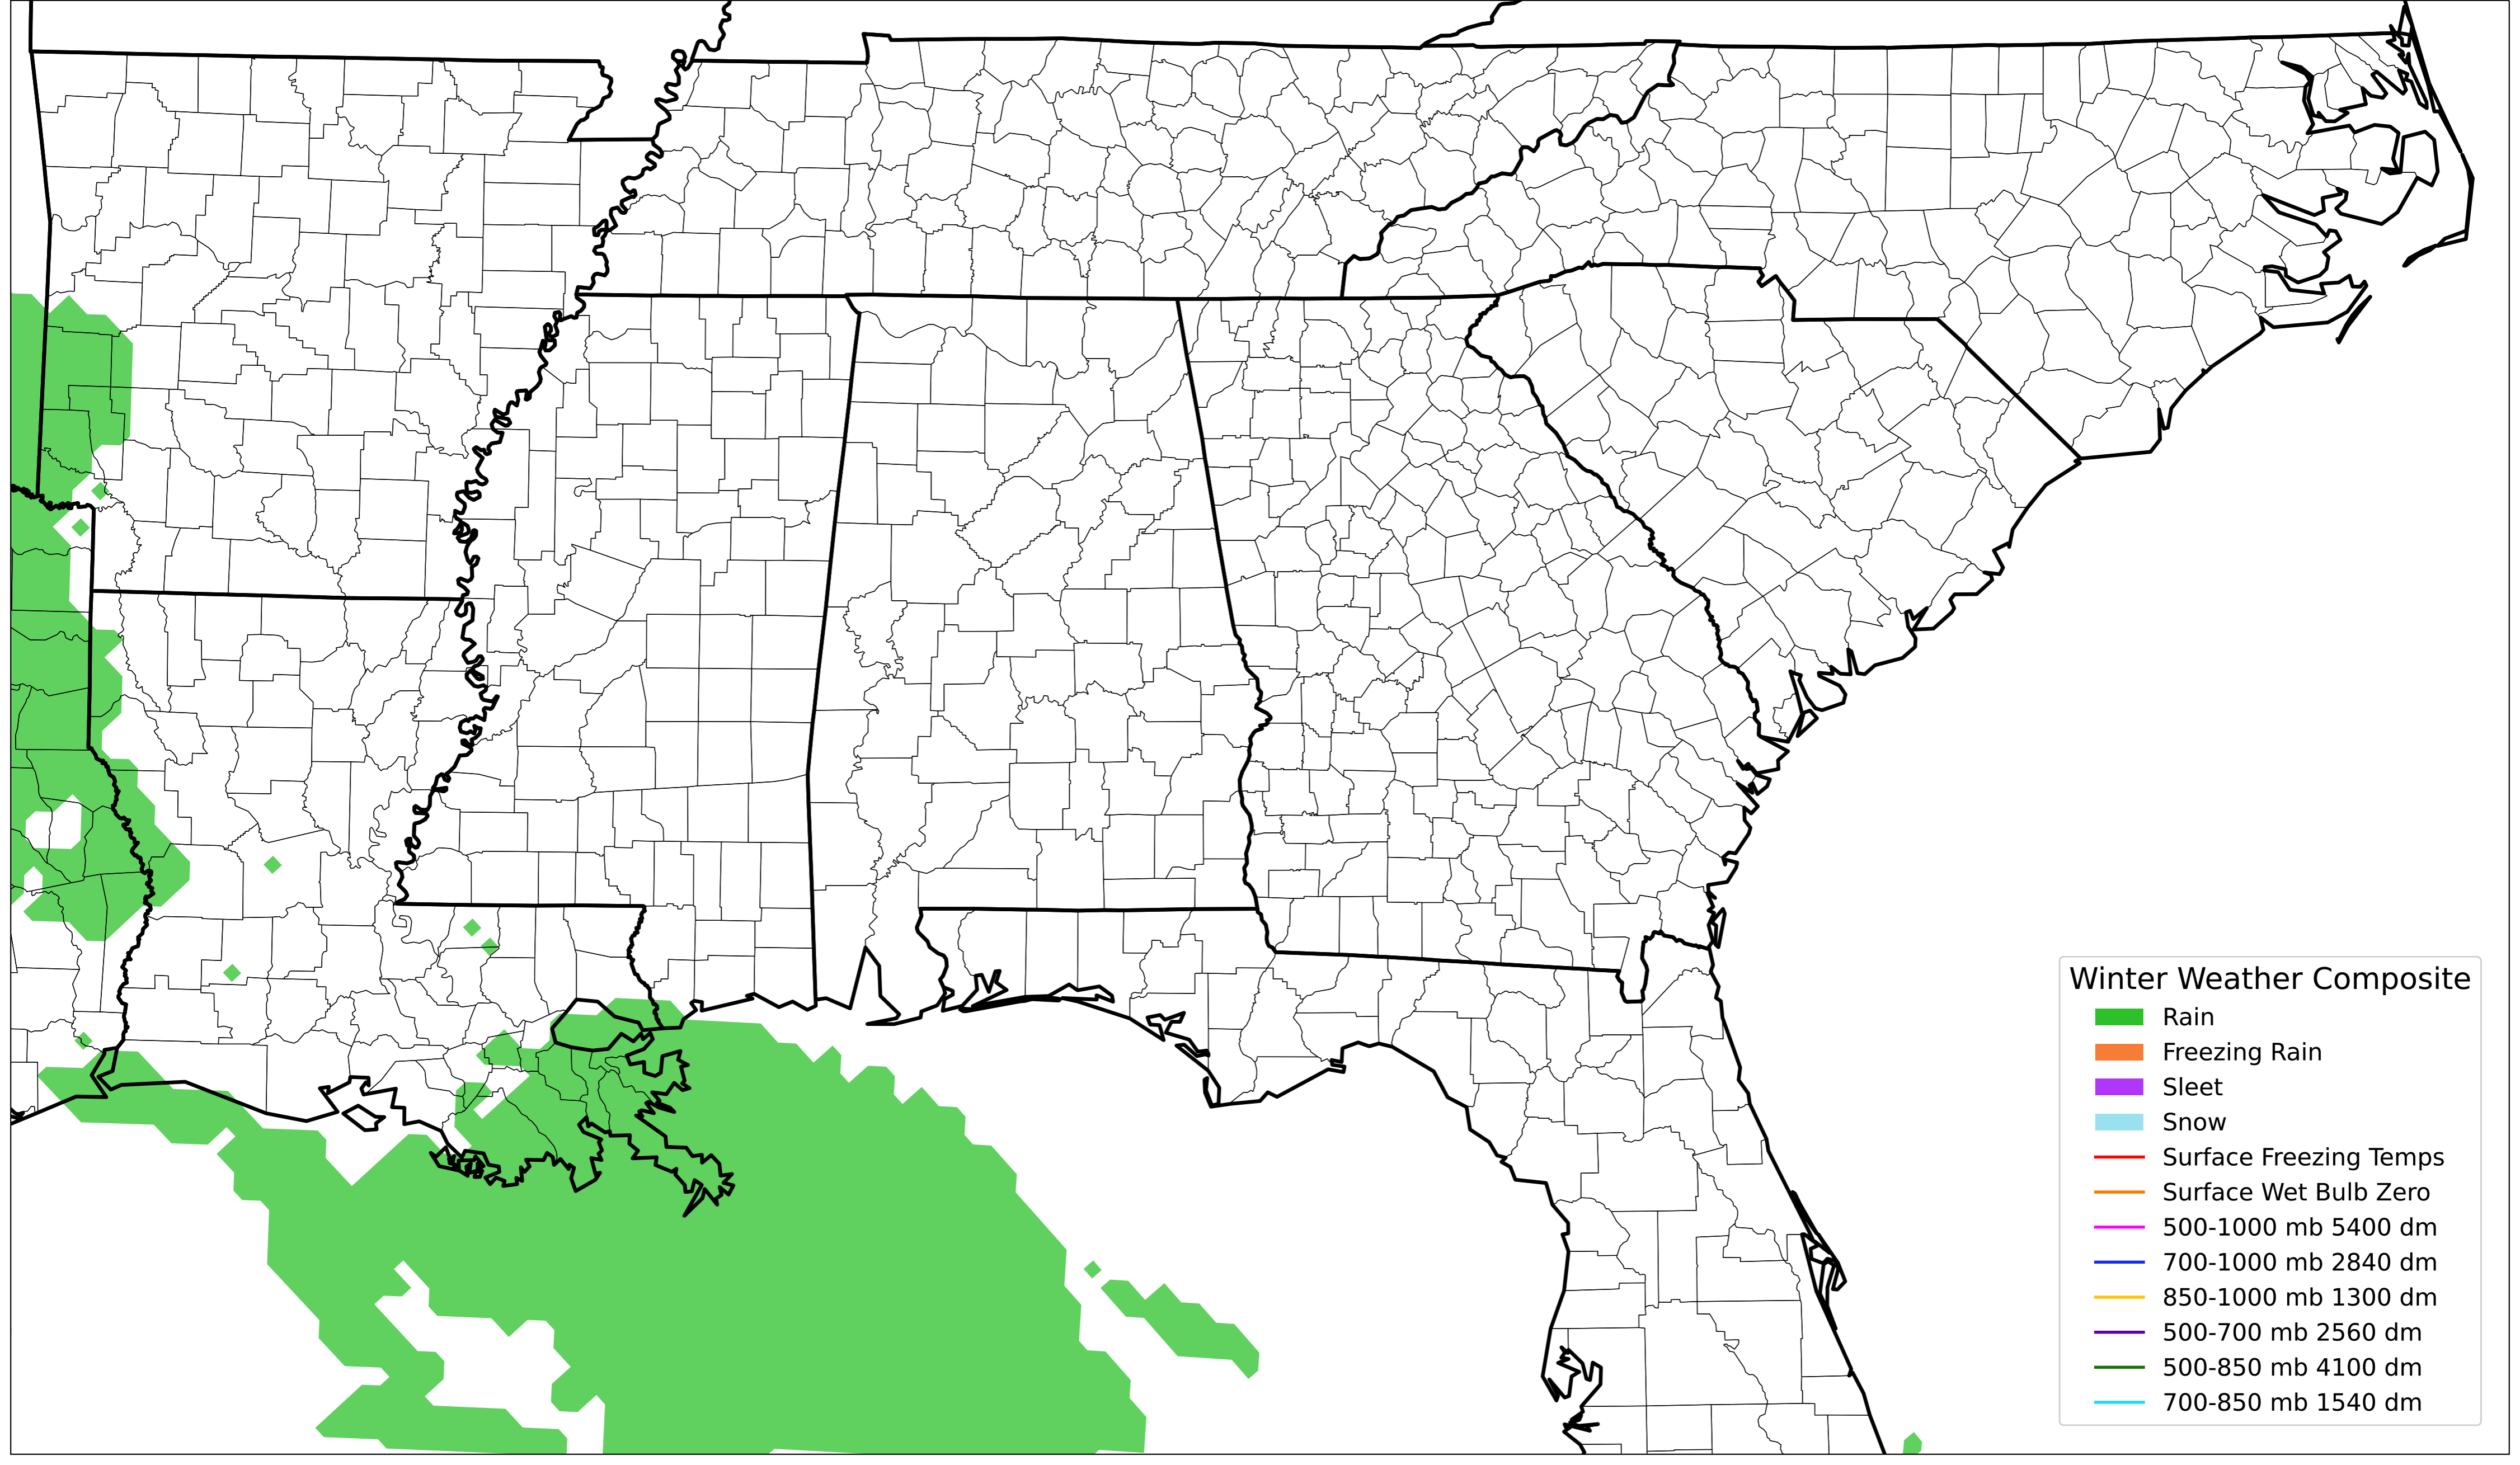 Winter Weather Composite
Rain
Freezing Rain
Sleet
Snow
Surface Freezing Temps
Surface Wet Bulb Zero
500-1000 mb 5400 dm
700-1000 mb 2840 dm
850-1000 mb 1300 dm
500-700 mb 2560 dm
500-850 mb 4100 dm
700-850 mb 1540 dm